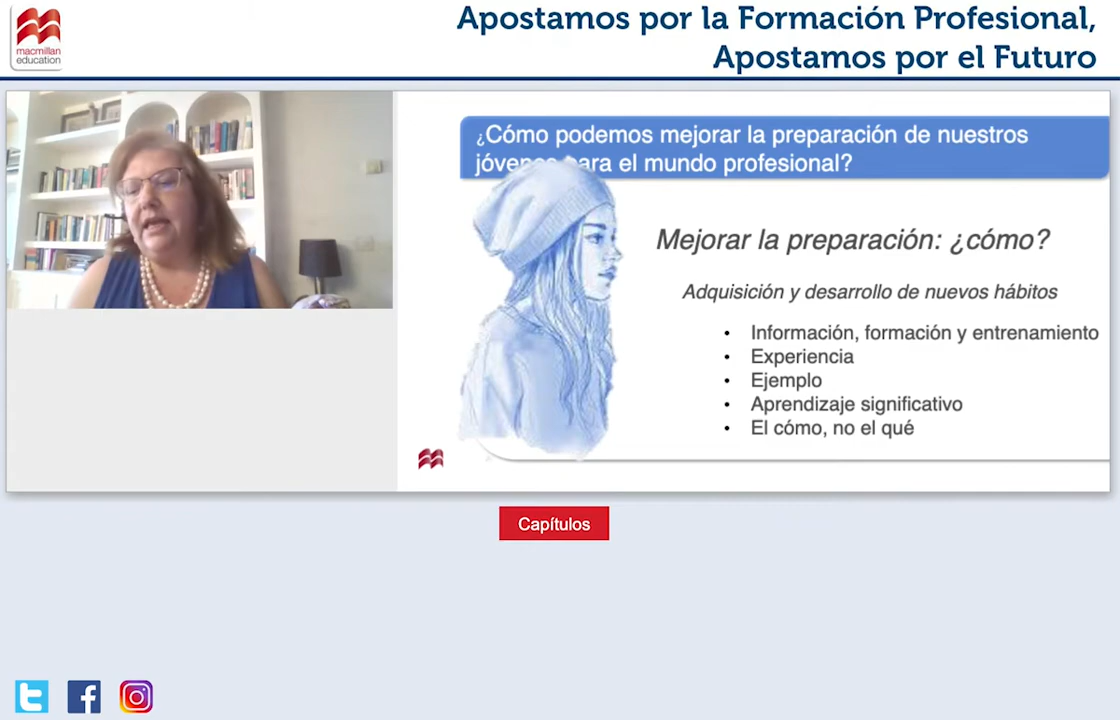 macmillan
education
Apostamos por la Formación Profesional,
Apostamos por el Futuro
¿Cómo podemos mejorar la preparación de nuestros
jóvenes para el mundo profesional?
Mejorar la preparación: ¿cómo?
Adquisición y desarrollo de nuevos hábitos
• Información, formación y entrenamiento
• Experiencia
• Ejemplo
• Aprendizaje significativo
• El cómo, no el qué
Capítulos